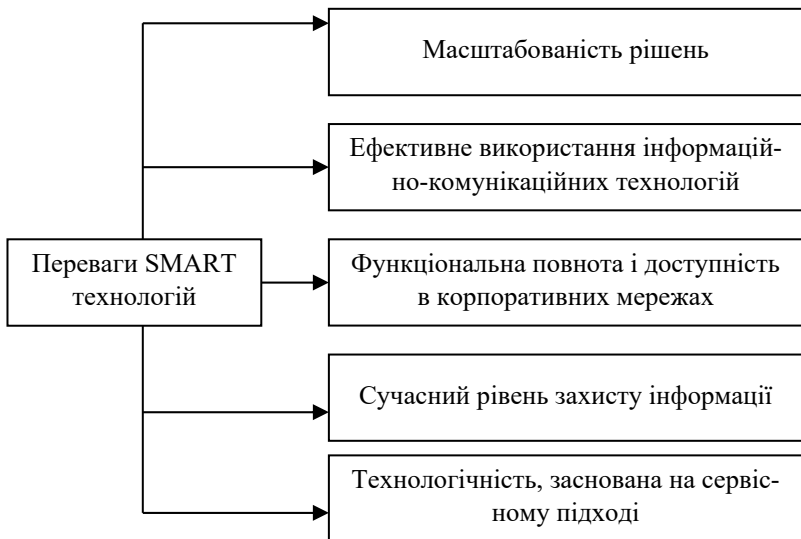 Масштабованість рішень
Ефективне використання інформацій-
но-комунікаційних технологій
Переваги SMART
технологій
Функціональна повнота і доступність
в корпоративних мережах
Сучасний рівень захисту інформації
Технологічність, заснована на сервіс-
ному підході